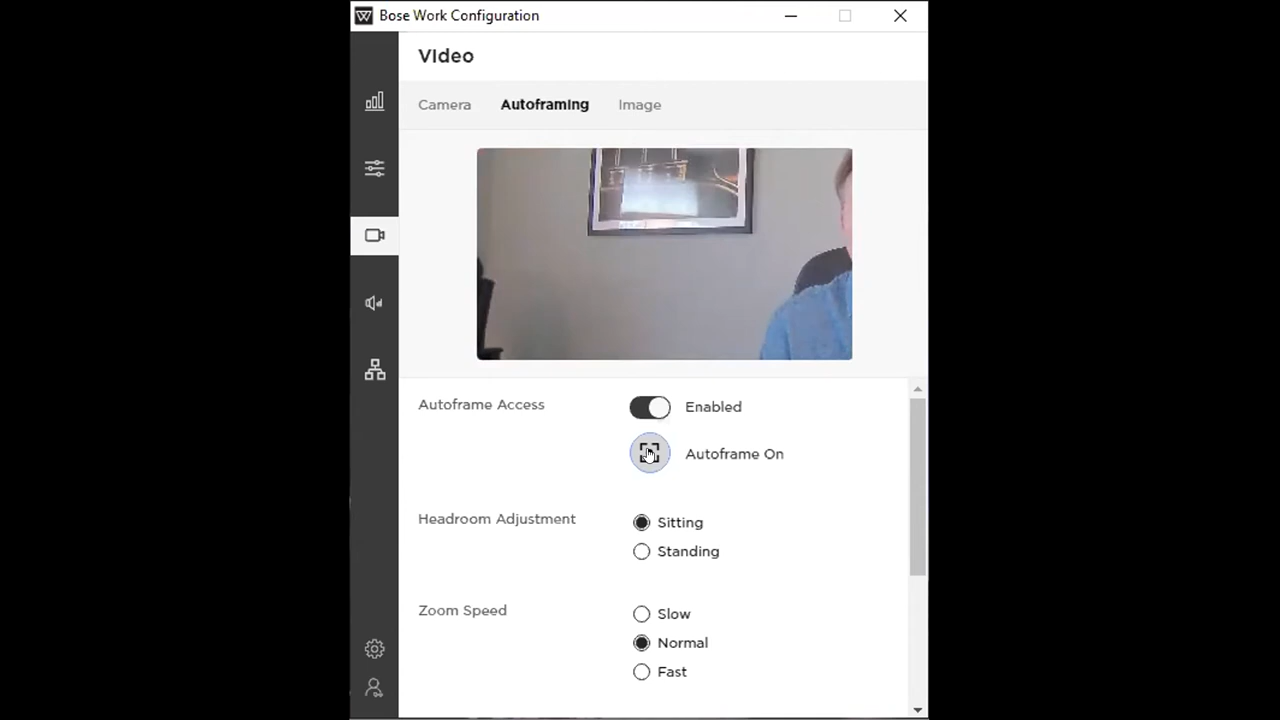 Bose Work Configuration
VIdeo
Camera Autoframing Image
Autoframe Access Enabled
Autoframe On
Headroom Adjustment Sitting
Standing
Zoom Speed Slow
Normal
Fast